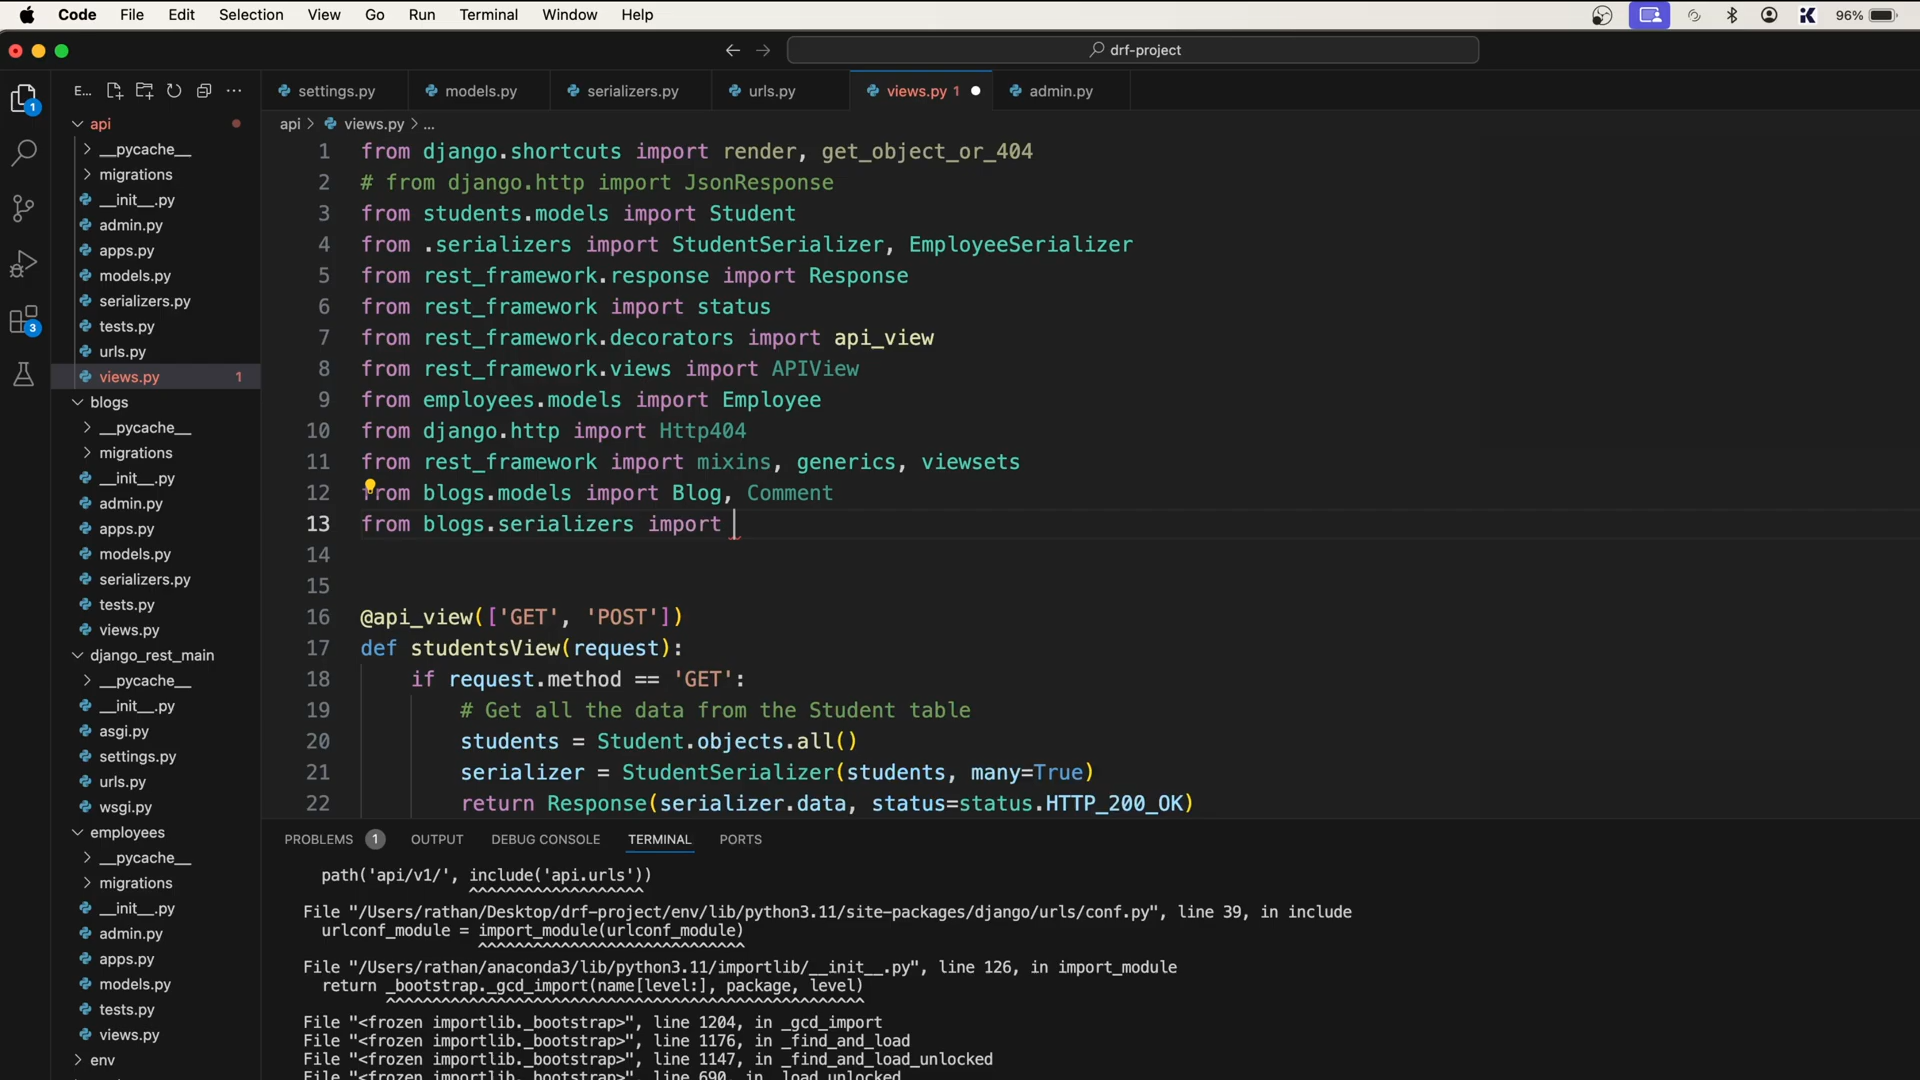 Code File Edit Selection View Go Run Terminal Window Help 96%
drf-project
E... settings.py models.py serializers.py urls.py views.py 1 admin.py
api > views.py > ...
1
3
api
__pycache__
migrations
__init__.py
admin.py
apps.py
models.py
serializers.py
tests.py
urls.py
views.py 1
blogs
__pycache__
migrations
__init__.py
admin.py
apps.py
models.py
serializers.py
tests.py
views.py
django_rest_main
__pycache__
__init__.py
asgi.py
settings.py
urls.py
wsgi.py
employees
__pycache__
migrations
__init__.py
admin.py
apps.py
models.py
tests.py
views.py
env
1 from django.shortcuts import render, get_object_or_404
2 # from django.http import JsonResponse
3 from students.models import Student
4 from .serializers import StudentSerializer, EmployeeSerializer
5 from rest_framework.response import Response
6 from rest_framework import status
7 from rest_framework.decorators import api_view
8 from rest_framework.views import APIView
9 from employees.models import Employee
10 from django.http import Http404
11 from rest_framework import mixins, generics, viewsets
12 from blogs.models import Blog, Comment
13 from blogs.serializers import
14
15
16 @api_view(['GET', 'POST'])
17 def studentsView(request):
18 if request.method == 'GET':
19 # Get all the data from the Student table
20 students = Student.objects.all()
21 serializer = StudentSerializer(students, many=True)
22 return Response(serializer.data, status=status.HTTP_200_OK)
PROBLEMS 1 OUTPUT DEBUG CONSOLE TERMINAL PORTS
path('api/v1/', include('api.urls'))
^^^^^^^^^^^^^^^^^^^
File "/Users/rathan/Desktop/drf-project/env/lib/python3.11/site-packages/django/urls/conf.py", line 39, in include
urlconf_module = import_module(urlconf_module)
^^^^^^^^^^^^^^^^^^^^^^^^^^^^^
File "/Users/rathan/anaconda3/lib/python3.11/importlib/__init__.py", line 126, in import_module
return _bootstrap._gcd_import(name[level:], package, level)
^^^^^^^^^^^^^^^^^^^^^^^^^^^^^^^^^^^^^^^^^^^^^^^^^^^^
File "<frozen importlib._bootstrap>", line 1204, in _gcd_import
File "<frozen importlib._bootstrap>", line 1176, in _find_and_load
File "<frozen importlib._bootstrap>", line 1147, in _find_and_load_unlocked
File "<frozen importlib._bootstrap>", line 690, in _load_unlocked